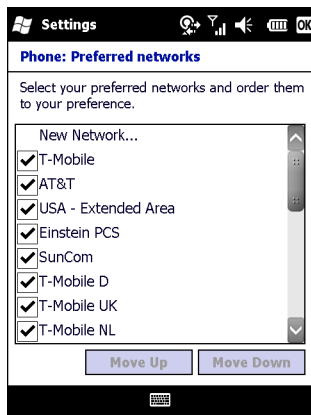 Settings
OK
Phone: Preferred networks
Select your preferred networks and order them
to your preference.
New Network...
T-Mobile
AT&T
USA - Extended Area
Einstein PCS
SunCom
T-Mobile D
T-Mobile UK
T-Mobile NL
Move Up Move Down